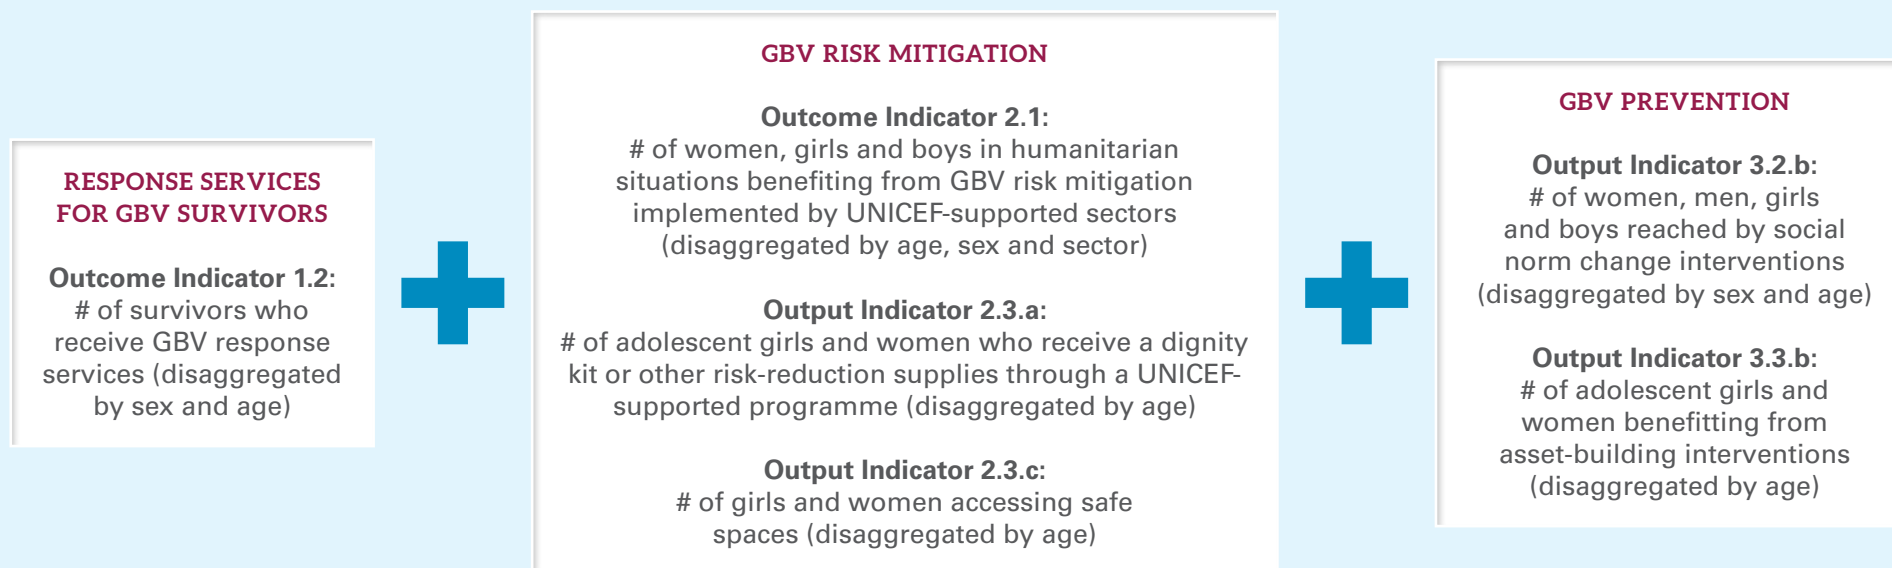 RESPONSE SERVICES
FOR GBV SURVIVORS
Outcome Indicator 1.2:
# of survivors who
receive GBV response
services (disaggregated
by sex and age)
GBV RISK MITIGATION
Outcome Indicator 2.1:
# of women, girls and boys in humanitarian
situations benefiting from GBV risk mitigation
implemented by UNICEF-supported sectors
(disaggregated by age, sex and sector)
Output Indicator 2.3.a:
# of adolescent girls and women who receive a dignity
kit or other risk-reduction supplies through a UNICEF-
supported programme (disaggregated by age)
Output Indicator 2.3.c:
# of girls and women accessing safe
spaces (disaggregated by age)
GBV PREVENTION
Output Indicator 3.2.b:
# of women, men, girls
and boys reached by social
norm change interventions
(disaggregated by sex and age)
Output Indicator 3.3.b:
# of adolescent girls and
women benefitting from
asset-building interventions
(disaggregated by age)